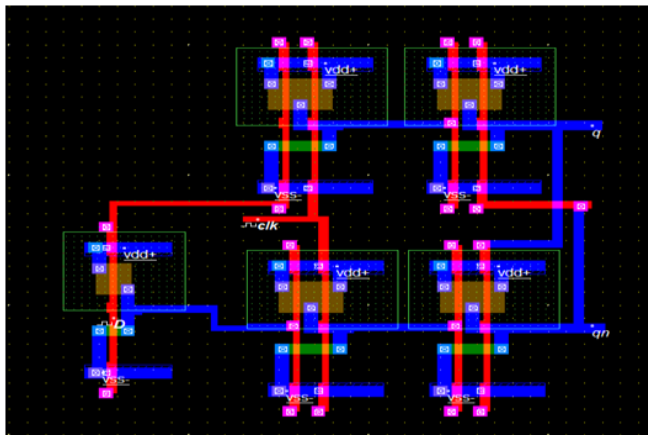 vdd+ vdd+
q
vss- vss-
clk
vdd+ vdd+ vdd+
D
qn
vss- vss- vss-